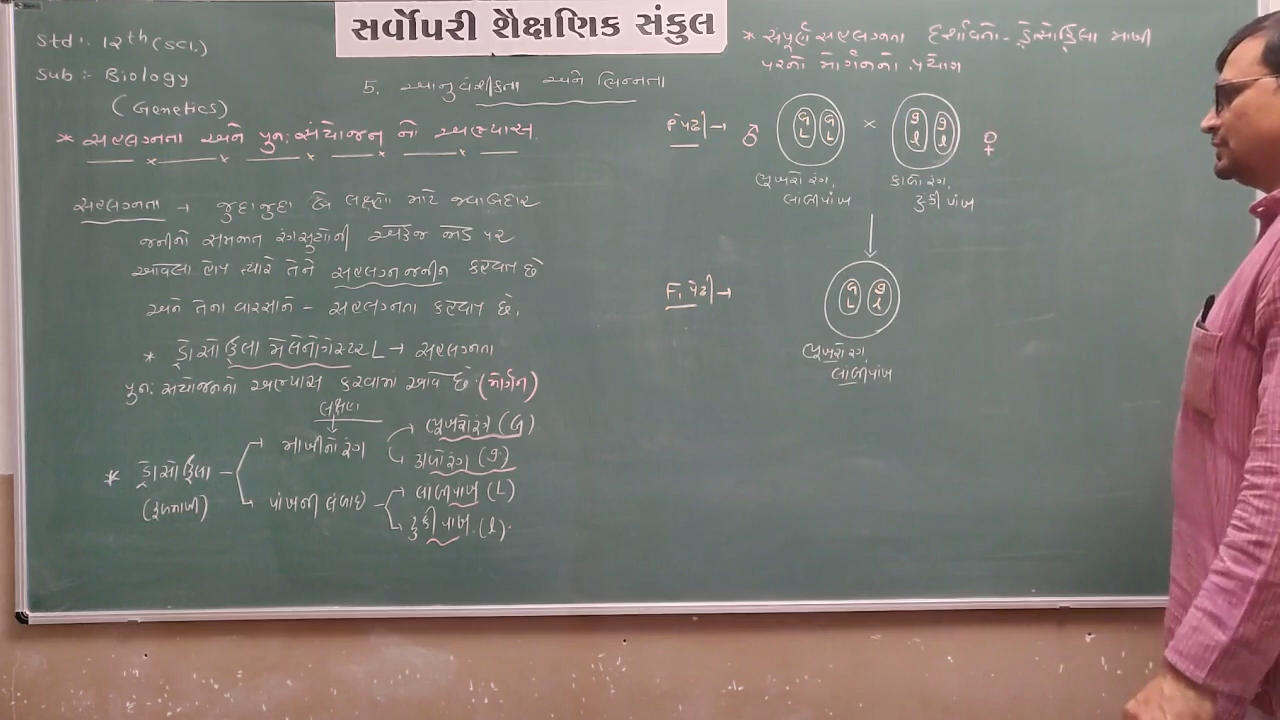 સર્વોપરી શૈક્ષણિક સંકુલ
Std :- 12th (sci.)
Sub :- Biology
(Genetics)
5. આનુવંશીકતા અને ભિન્નતા
* સહલગ્નતા અને પુન: સંયોજન નો અભ્યાસ.
સહલગ્નતા → જુદાજુદા બે લક્ષણો માટે જવાબદાર
જનીનો સમજાત રંગસુત્રોની એકજ જોડ પર
આવેલા હોય ત્યારે તેને સહલગ્ન જનીન કહેવાય છે
અને તેના વારસાને - સહલગ્નતા કહેવાય છે.
* ડ્રોસોફિલા મેલેનોગેસ્ટર → સહલગ્નતા
પુન: સંયોજનનો અભ્યાસ કરવામાં આવે છે. (મોર્ગન)
લક્ષણ
* ડ્રોસોફિલા
(ફળમાખી)
માખીનો રંગ
ભૂખરો રંગ (G)
કાળો રંગ (g)
પાંખની લંબાઇ
લાંબી પાંખ (L)
ટુકી પાંખ (l)
* સંપૂર્ણ સહલગ્નતા દર્શાવતો - ડ્રોસોફિલા માખી
પરનો મોર્ગનનો પ્રયોગ
P પેઢી → ♂ G G × g g ♀
L L l l
ભૂખરો રંગ, કાળો રંગ,
લાંબી પાંખ ટુકી પાંખ
F₁ પેઢી → G g
L l
ભૂખરો રંગ,
લાંબી પાંખ